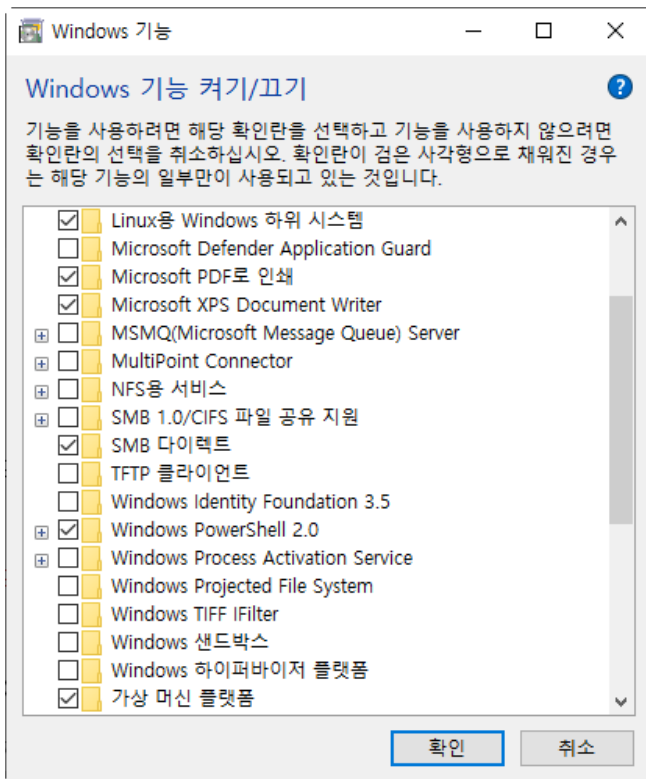 Windows 기능
Windows 기능 켜기/끄기
기능을 사용하려면 해당 확인란을 선택하고 기능을 사용하지 않으려면
확인란의 선택을 취소하십시오. 확인란이 검은 사각형으로 채워진 경우
는 해당 기능의 일부만이 사용되고 있는 것입니다.
Linux용 Windows 하위 시스템
Microsoft Defender Application Guard
Microsoft PDF로 인쇄
Microsoft XPS Document Writer
MSMQ(Microsoft Message Queue) Server
MultiPoint Connector
NFS용 서비스
SMB 1.0/CIFS 파일 공유 지원
SMB 다이렉트
TFTP 클라이언트
Windows Identity Foundation 3.5
Windows PowerShell 2.0
Windows Process Activation Service
Windows Projected File System
Windows TIFF IFilter
Windows 샌드박스
Windows 하이퍼바이저 플랫폼
가상 머신 플랫폼
확인 취소